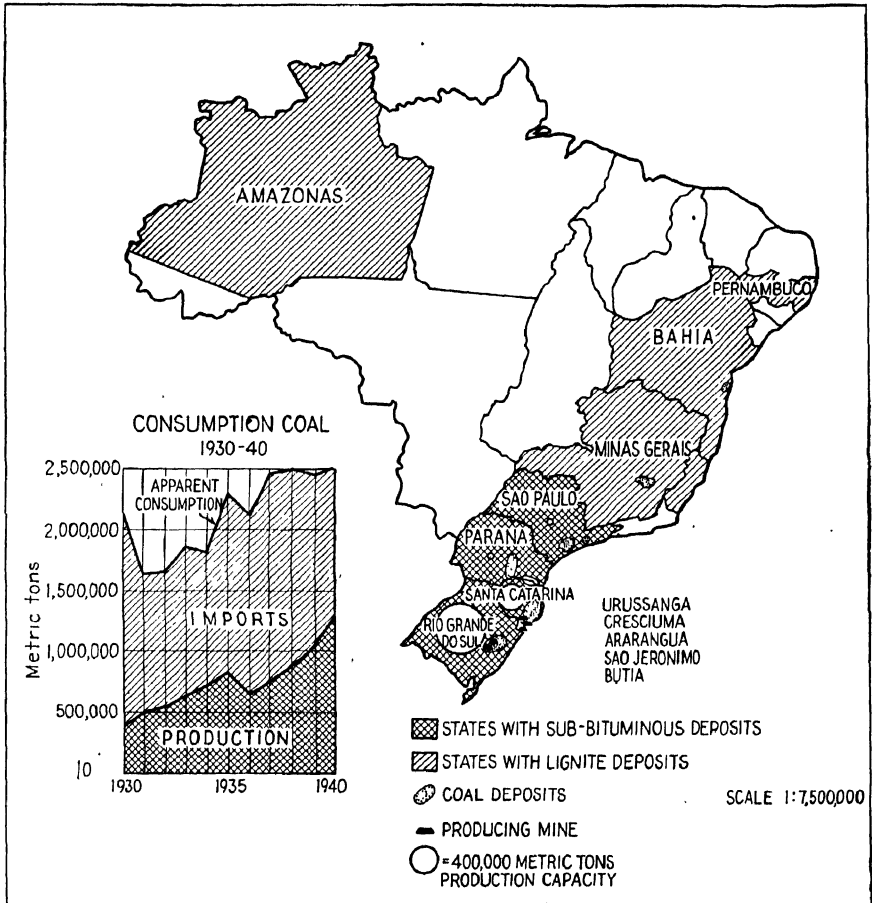 AMAZONAS
PERNAMBUCO
BAHIA
MINAS GERAIS
SAO PAULO
PARANA
SANTA CATARINA
RIO GRANDE
DO SUL
CONSUMPTION COAL
1930-40
2,500,000
2,000,000
1,500,000
1,000,000
500,000
10
Metric tons
APPARENT
CONSUMPTION
IMPORTS
PRODUCTION
1930
1935
1940
URUSSANGA
CRESCIUMA
ARARANGUA
SAO JERONIMO
BUTIA
STATES WITH SUB-BITUMINOUS DEPOSITS
STATES WITH LIGNITE DEPOSITS
COAL DEPOSITS
SCALE 1:7,500,000
PRODUCING MINE
=400,000 METRIC TONS
PRODUCTION CAPACITY